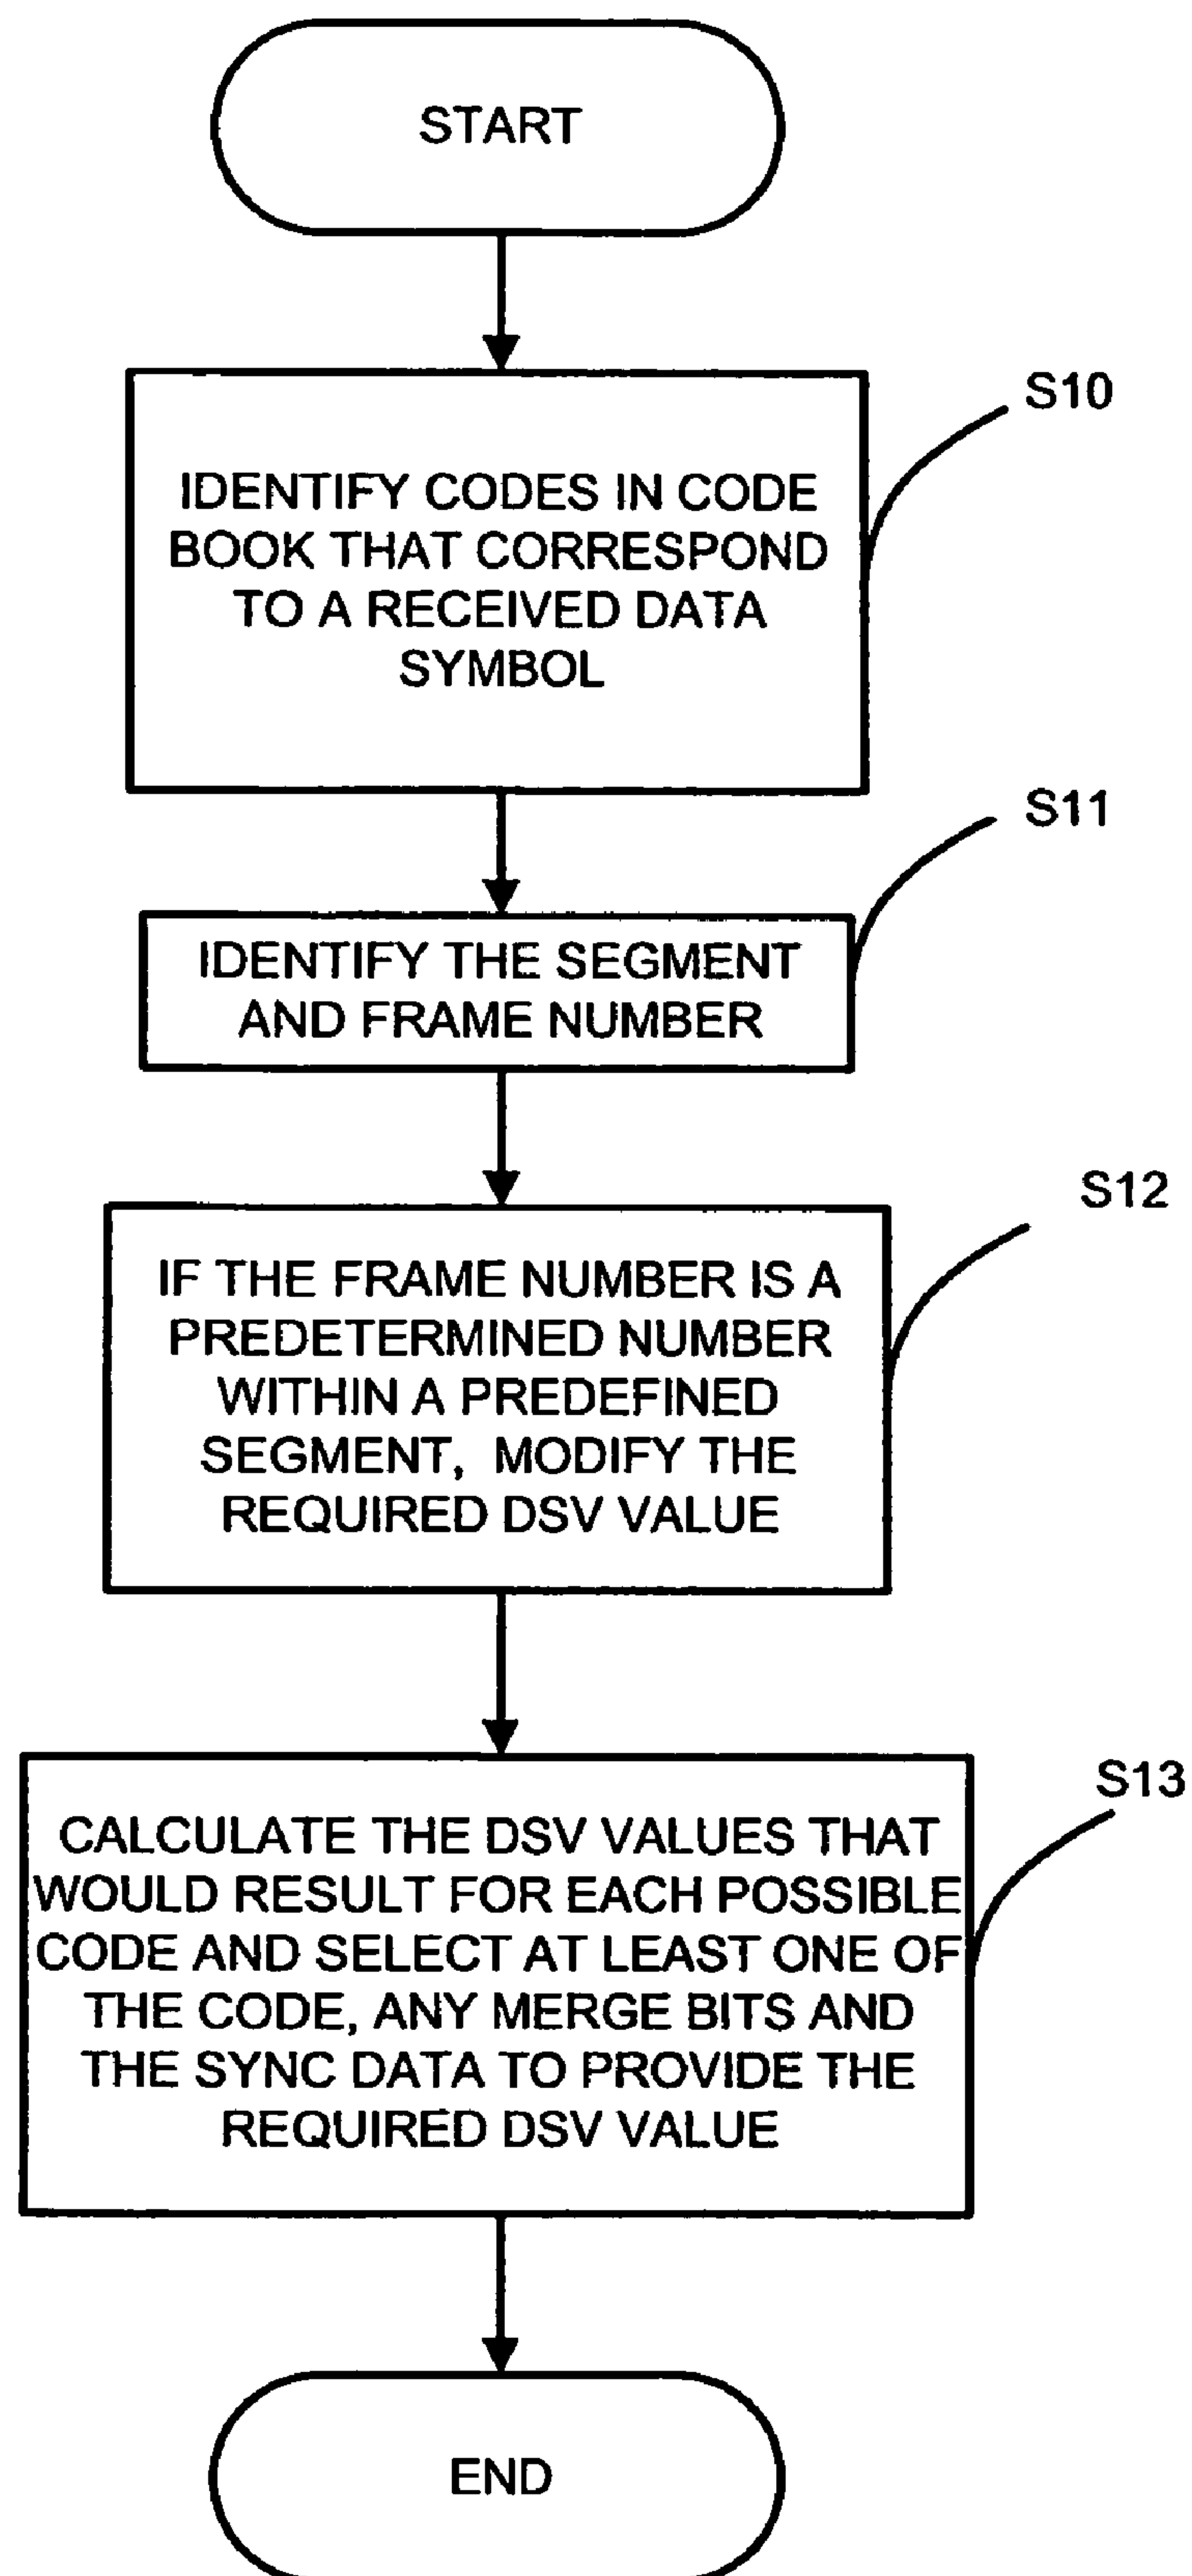 START
S10
IDENTIFY CODES IN CODE
BOOK THAT CORRESPOND
TO A RECEIVED DATA
SYMBOL
S11
IDENTIFY THE SEGMENT
AND FRAME NUMBER
S12
IF THE FRAME NUMBER IS A
PREDETERMINED NUMBER
WITHIN A PREDEFINED
SEGMENT, MODIFY THE
REQUIRED DSV VALUE
S13
CALCULATE THE DSV VALUES THAT
WOULD RESULT FOR EACH POSSIBLE
CODE AND SELECT AT LEAST ONE OF
THE CODE, ANY MERGE BITS AND
THE SYNC DATA TO PROVIDE THE
REQUIRED DSV VALUE
END